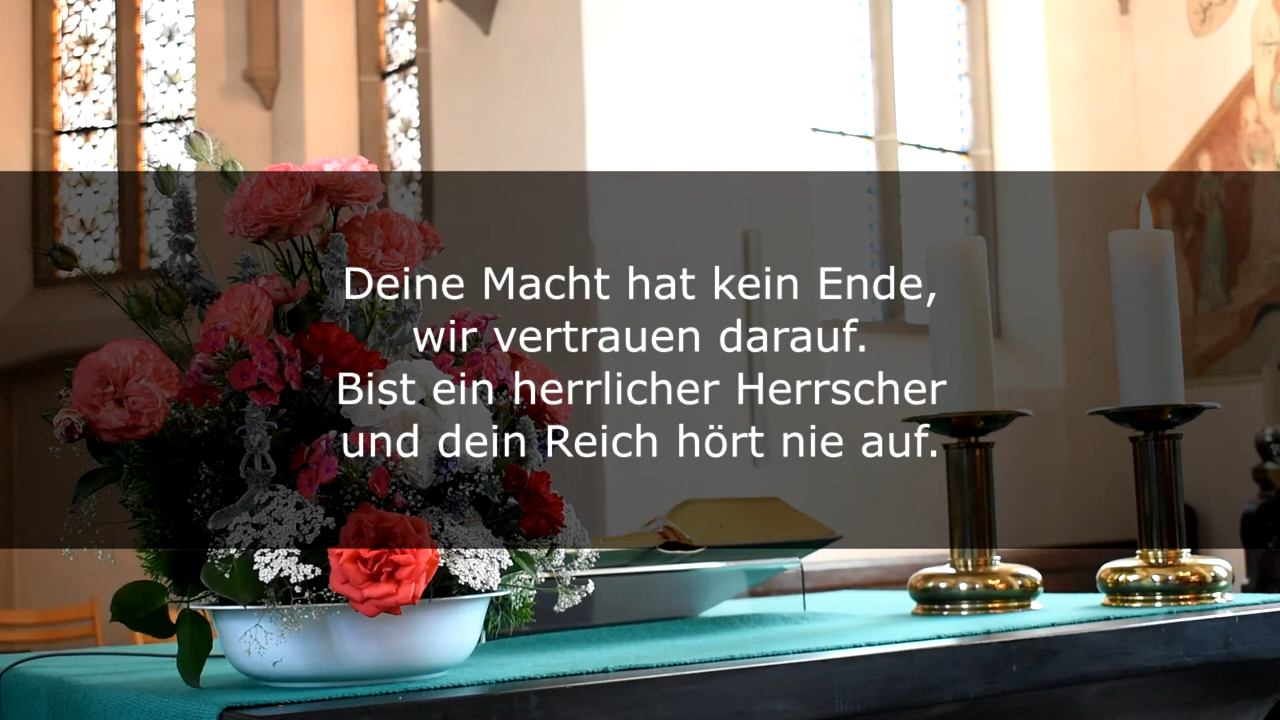 Deine Macht hat kein Ende,
wir vertrauen darauf.
Bist ein herrlicher Herrscher
und dein Reich hört nie auf.